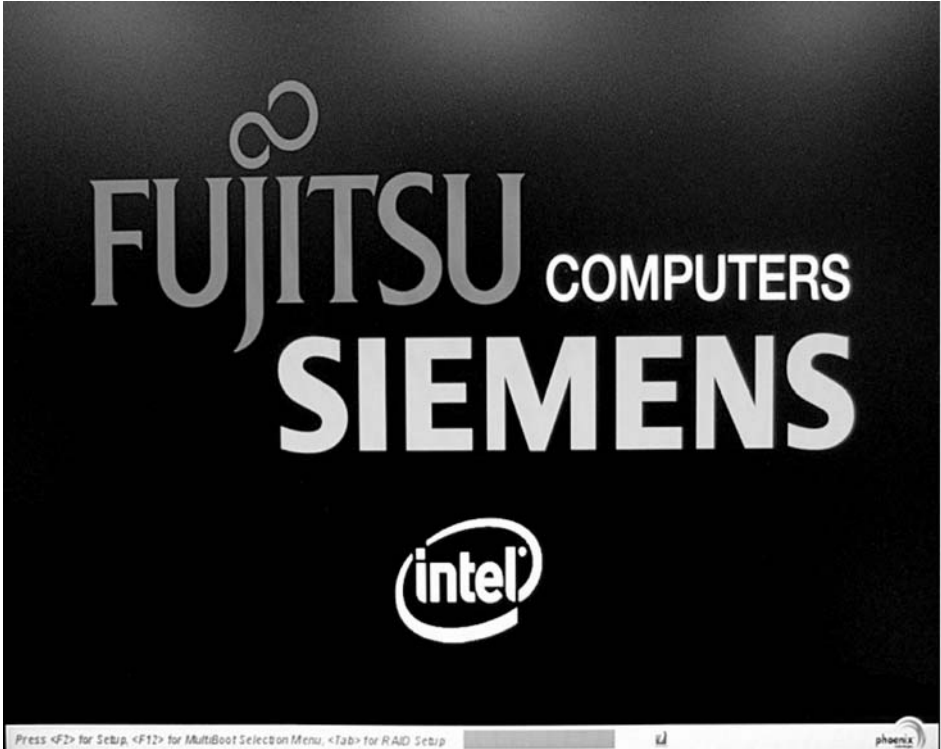 FUJITSU
COMPUTERS
SIEMENS
intel
Press <F2> for Setup, <F12> for MultiBoot Selection Menu, <Tab> for RAID Setup
phoenix